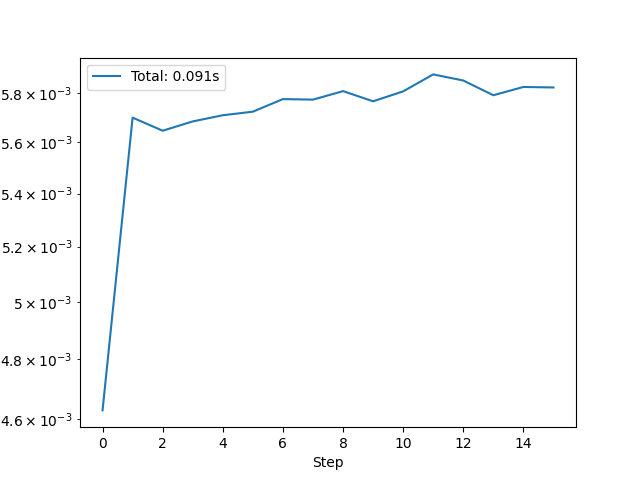 Total: 0.091s
5.8 × 10⁻³
5.6 × 10⁻³
5.4 × 10⁻³
5.2 × 10⁻³
5 × 10⁻³
4.8 × 10⁻³
4.6 × 10⁻³
0 2 4 6 8 10 12 14
Step